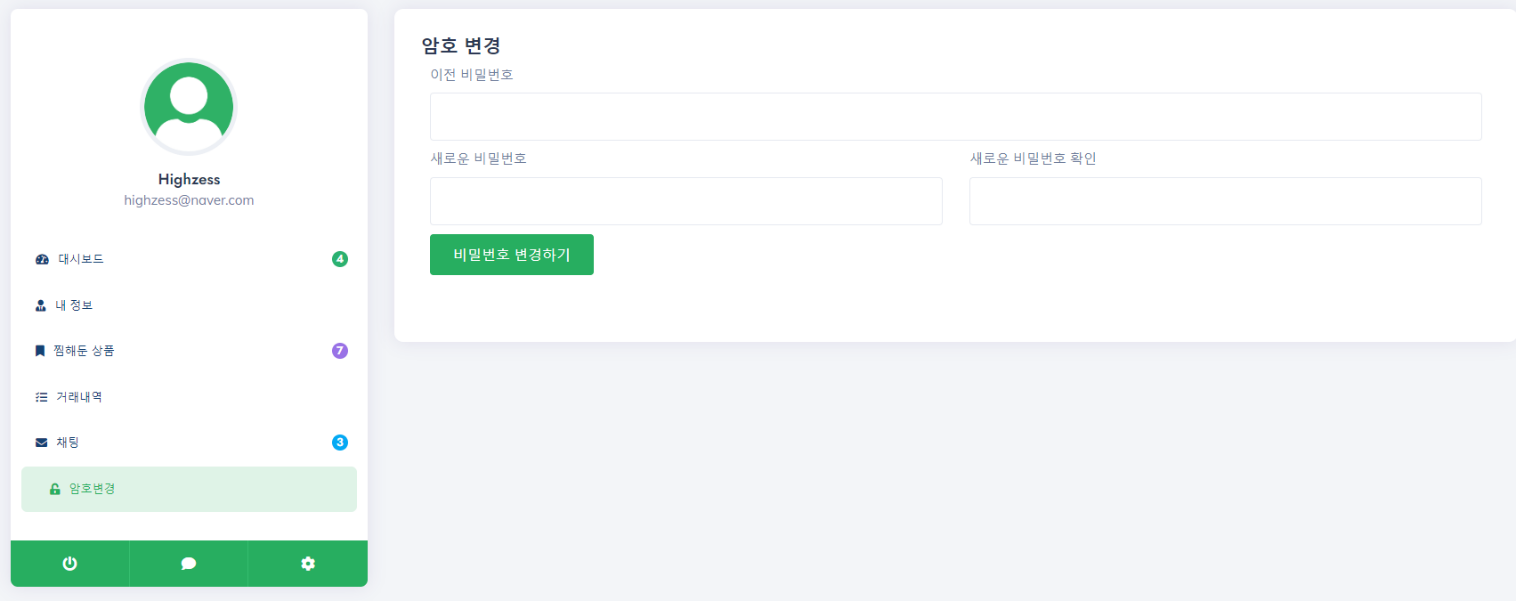 Highzess
highzess@naver.com
대시보드 4
내 정보
찜해둔 상품 7
거래내역
채팅 3
암호변경
암호 변경
이전 비밀번호
새로운 비밀번호 새로운 비밀번호 확인
비밀번호 변경하기